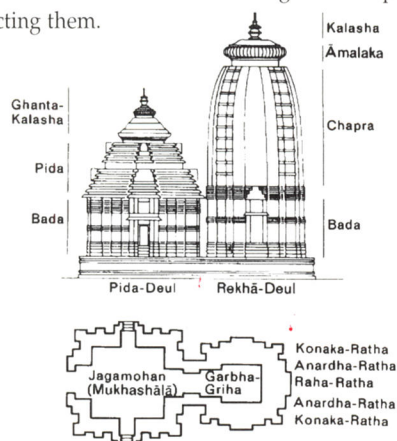 cting them.
Kalasha
Āmalaka
Ghanta-
Kalasha
Chapra
Pida
Bada
Bada
Pida-Deul
Rekhā-Deul
Jagamohan
(Mukhashālā)
Garbha-
Griha
Konaka-Ratha
Anardha-Ratha
Raha-Ratha
Anardha-Ratha
Konaka-Ratha